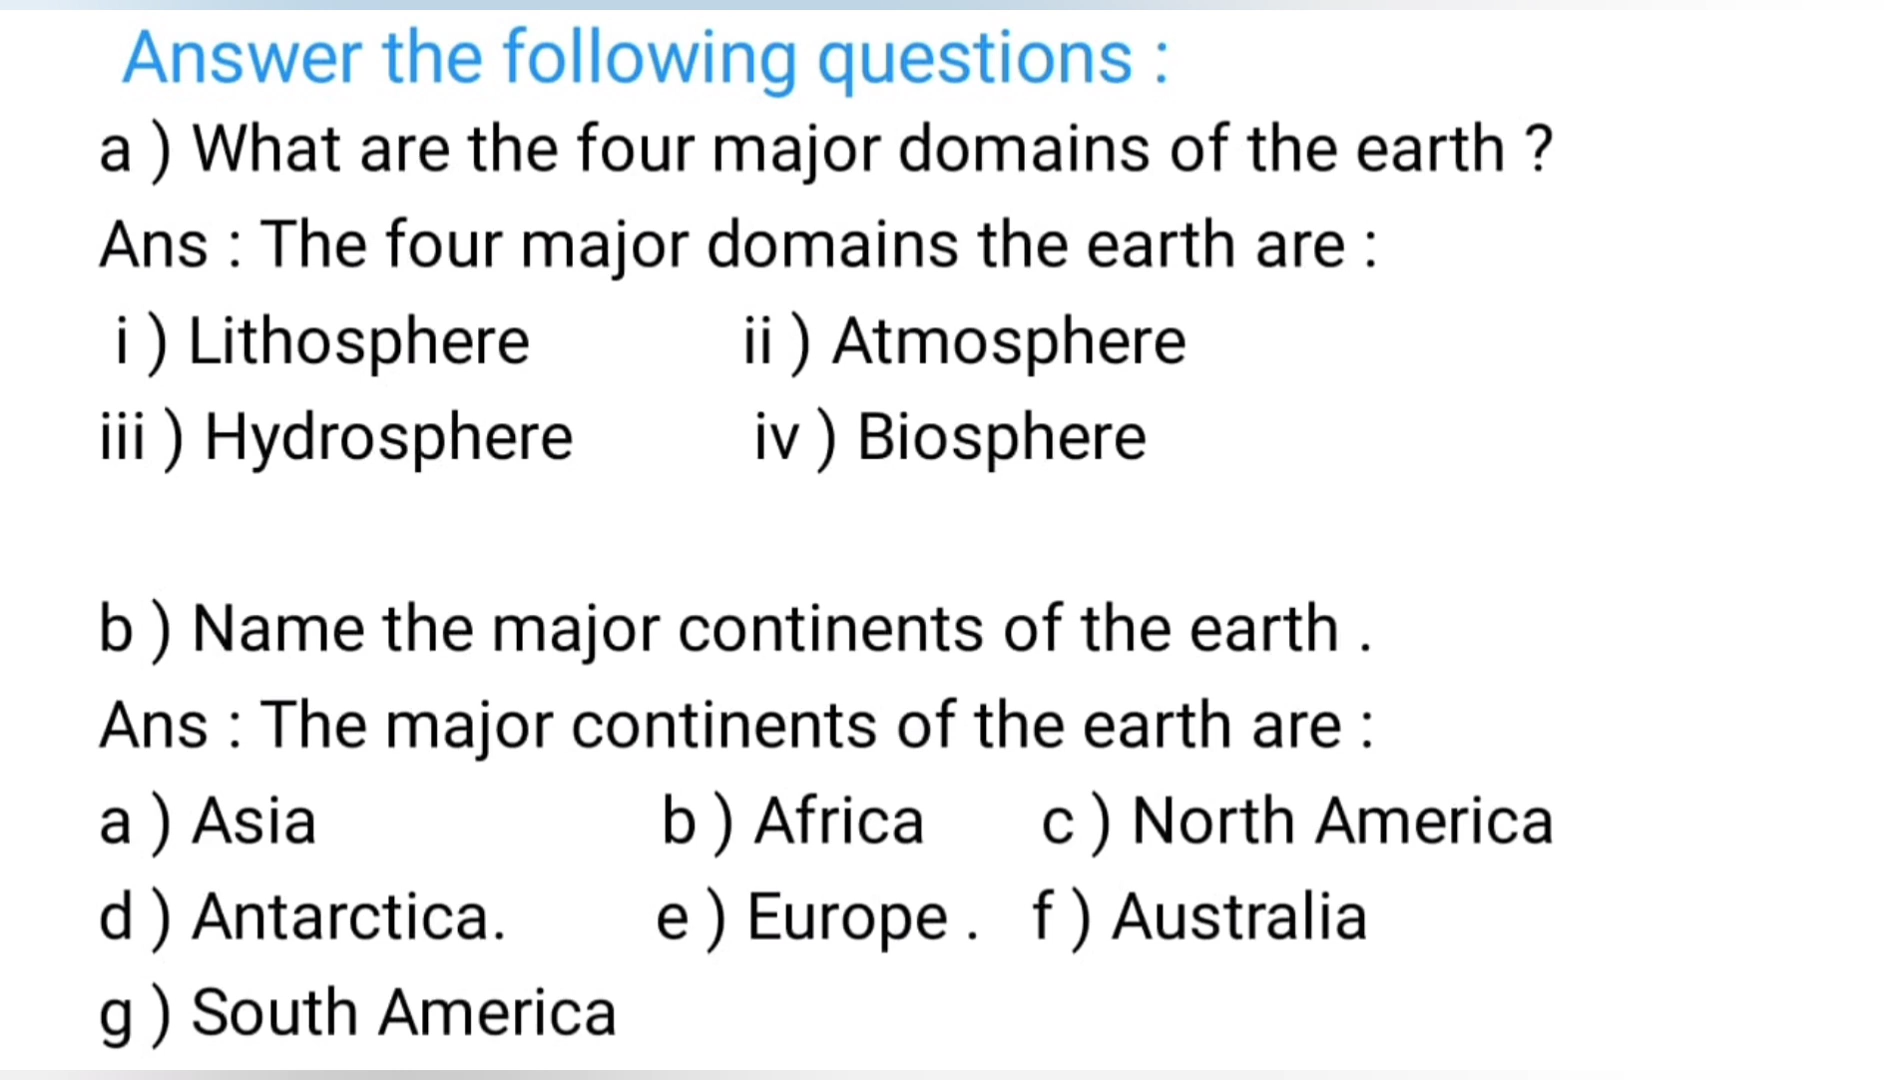 Answer the following questions :
a ) What are the four major domains of the earth ?
Ans : The four major domains the earth are :
i ) Lithosphere ii ) Atmosphere
iii ) Hydrosphere iv ) Biosphere
b ) Name the major continents of the earth .
Ans : The major continents of the earth are :
a ) Asia b ) Africa c ) North America
d ) Antarctica. e ) Europe . f ) Australia
g ) South America